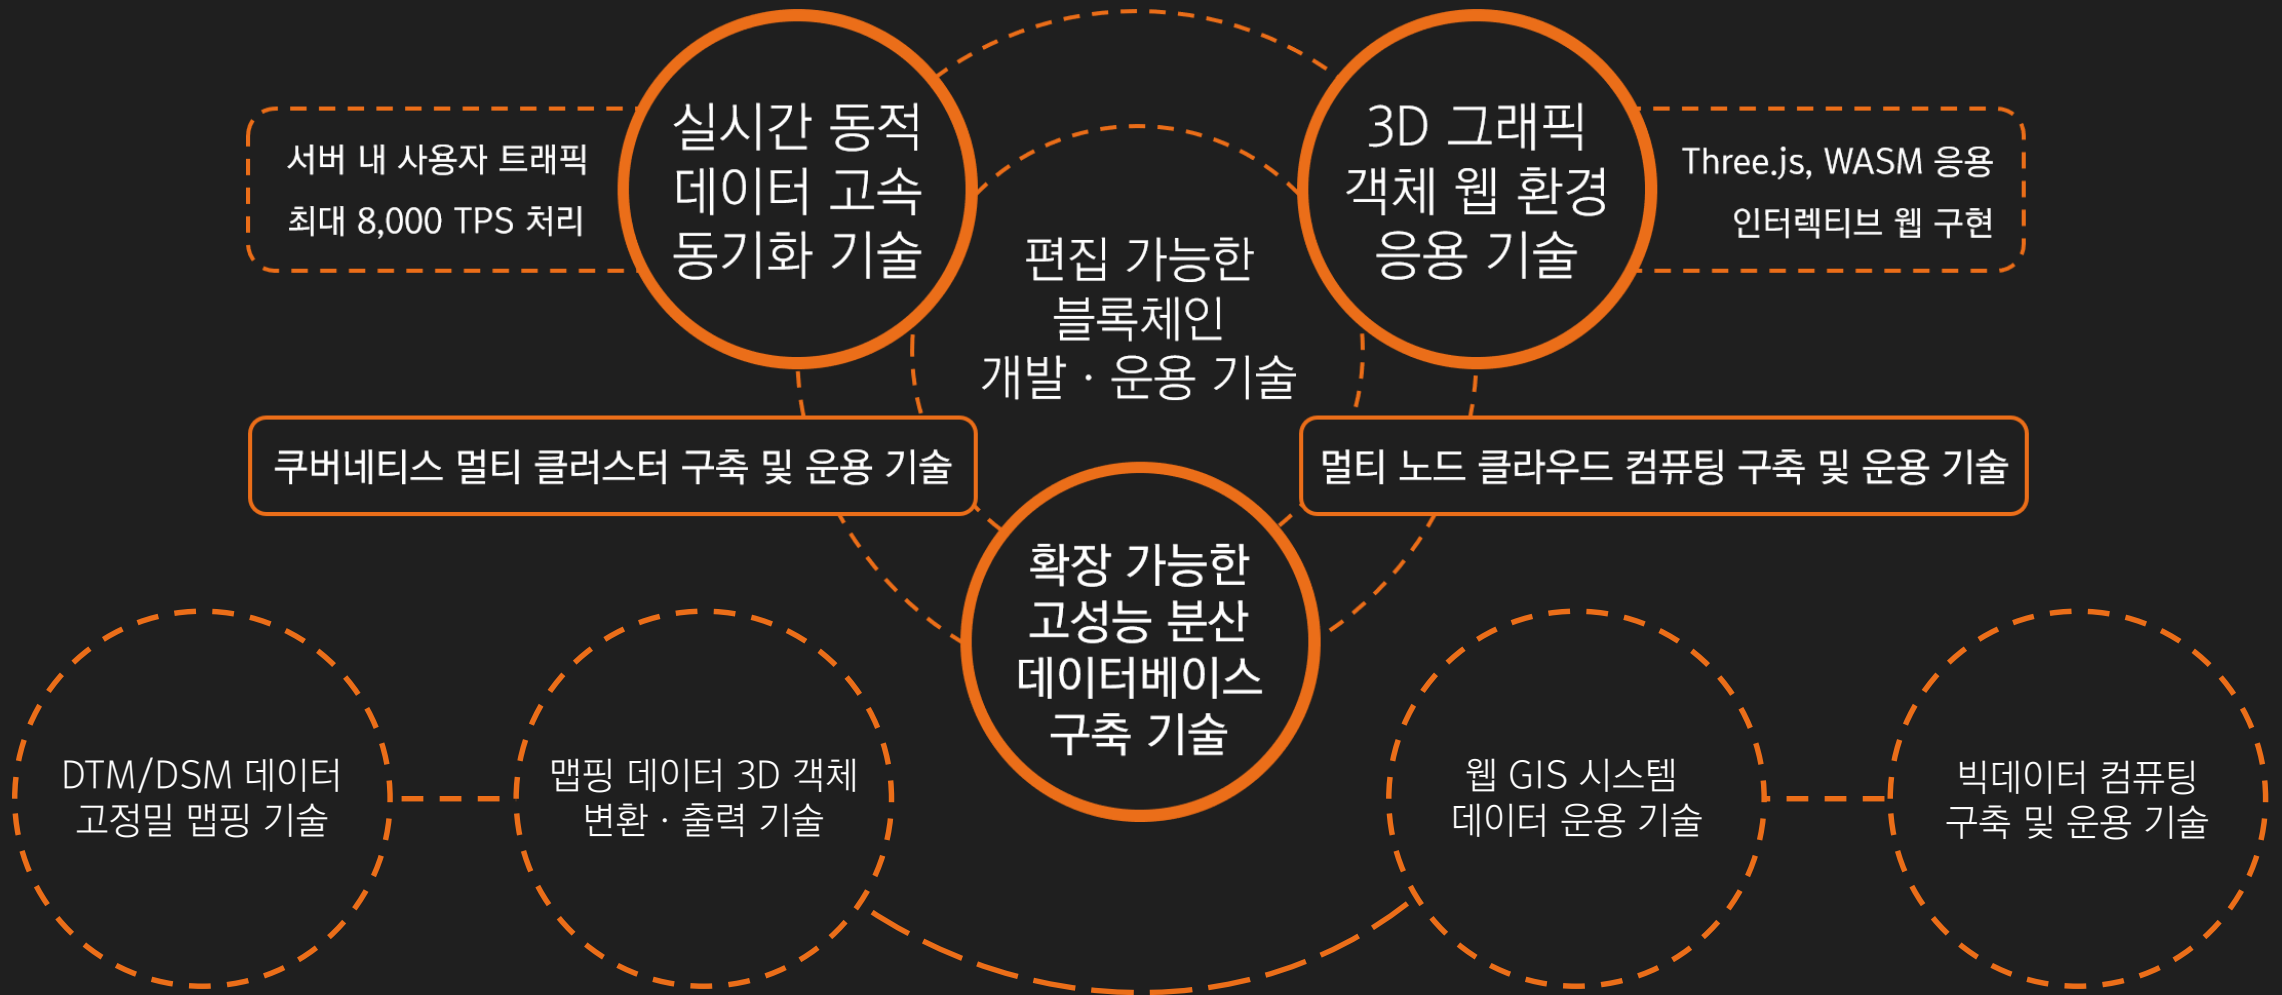 서버 내 사용자 트래픽
최대 8,000 TPS 처리
실시간 동적
데이터 고속
동기화 기술
편집 가능한
블록체인
개발 · 운용 기술
3D 그래픽
객체 웹 환경
응용 기술
Three.js, WASM 응용
인터렉티브 웹 구현
쿠버네티스 멀티 클러스터 구축 및 운용 기술
멀티 노드 클라우드 컴퓨팅 구축 및 운용 기술
확장 가능한
고성능 분산
데이터베이스
구축 기술
DTM/DSM 데이터
고정밀 맵핑 기술
맵핑 데이터 3D 객체
변환 · 출력 기술
웹 GIS 시스템
데이터 운용 기술
빅데이터 컴퓨팅
구축 및 운용 기술